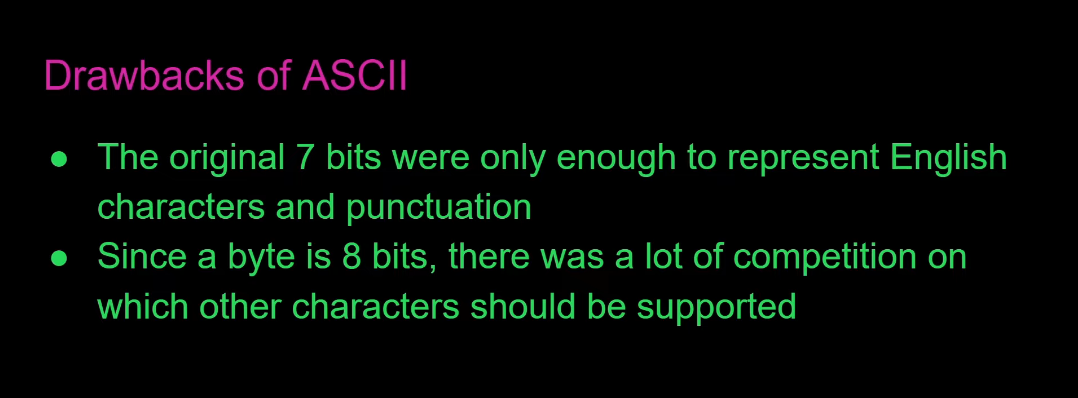 Drawbacks of ASCII
● The original 7 bits were only enough to represent English
characters and punctuation
● Since a byte is 8 bits, there was a lot of competition on
which other characters should be supported